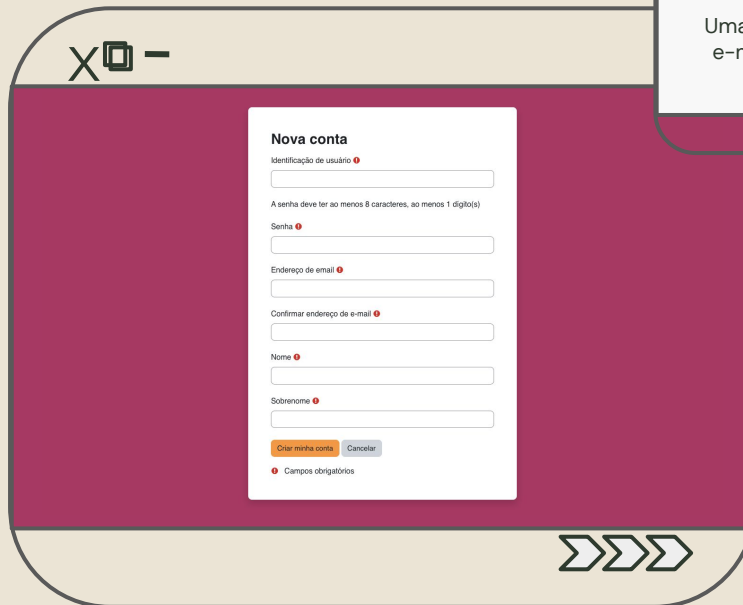 Uma
e-
Nova conta
Identificação de usuário
A senha deve ter ao menos 8 caracteres, ao menos 1 dígito(s)
Senha
Endereço de email
Confirmar endereço de e-mail
Nome
Sobrenome
Criar minha conta Cancelar
Campos obrigatórios